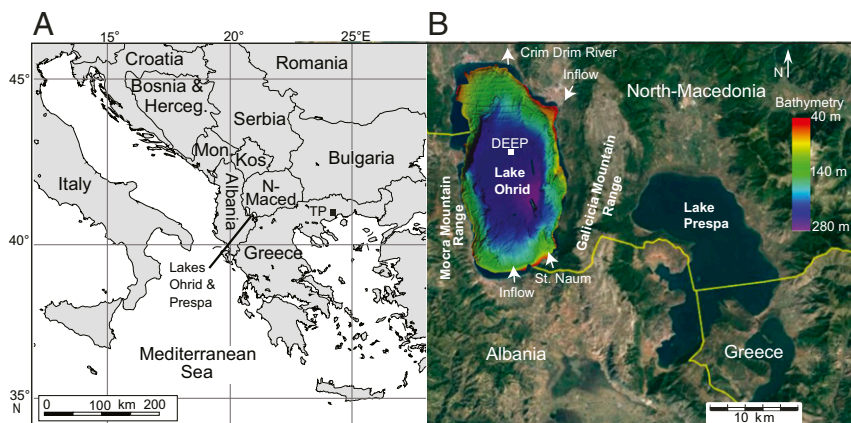 A
15°
20°
25°E
45°
40°
35°
N
Croatia
Bosnia &
Herceg.
Romania
Serbia
Mon.
Kos.
Bulgaria
Italy
Albania
N-
Maced
TP
Greece
Lakes
Ohrid &
Prespa
Mediterranean
Sea
0 100 km 200
B
Crim Drim River
Inflow
N
North-Macedonia
Bathymetry
40 m
140 m
280 m
DEEP
Lake
Ohrid
Mocra Mountain
Range
Galicicia Mountain
Range
Lake
Prespa
St. Naum
Inflow
Albania
Greece
10 km